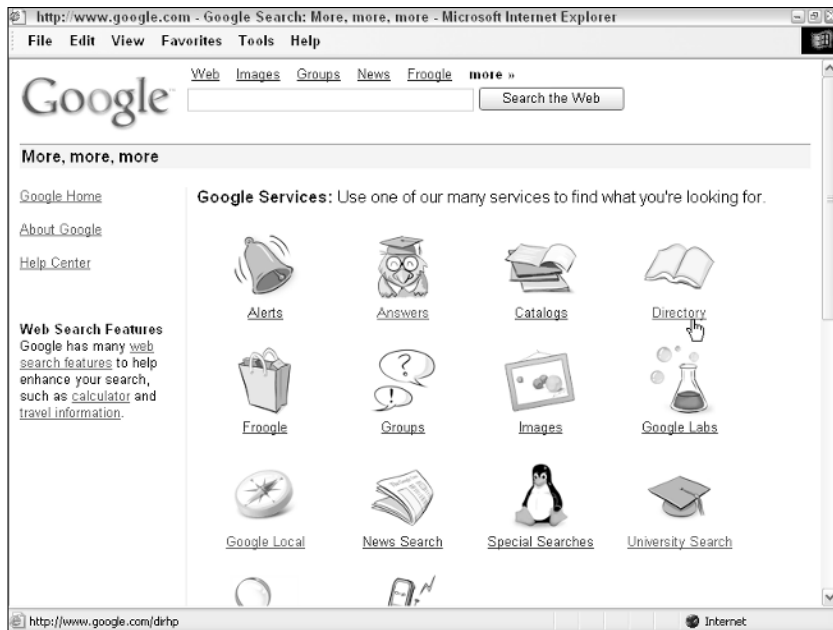 http://www.google.com - Google Search: More, more, more - Microsoft Internet Explorer
File Edit View Favorites Tools Help
Web Images Groups News Froogle more »
Google™
Search the Web
More, more, more
Google Home
About Google
Help Center
Web Search Features
Google has many web
search features to help
enhance your search,
such as calculator and
travel information.
Google Services: Use one of our many services to find what you're looking for.
Alerts Answers Catalogs Directory
Froogle Groups Images Google Labs
Google Local News Search Special Searches University Search
http://www.google.com/dirhp Internet